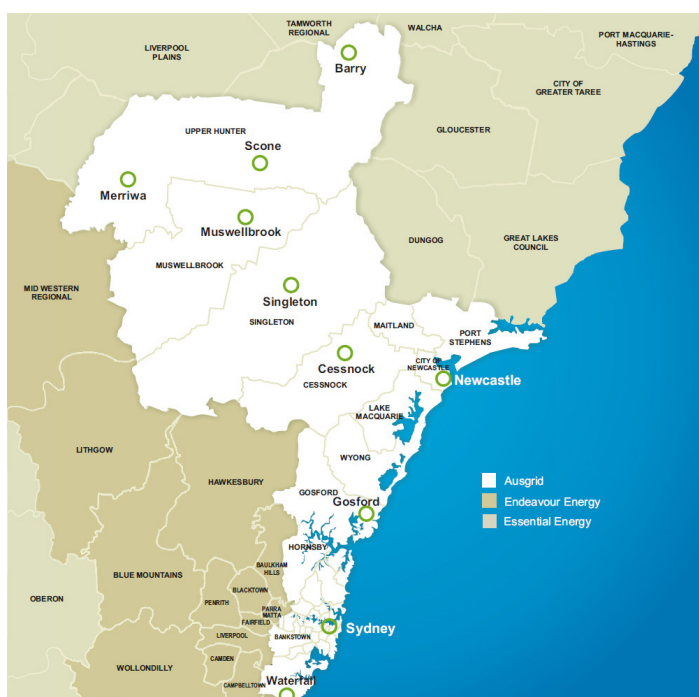 TAMWORTH
REGIONAL
WALCHA
PORT MACQUARIE-
HASTINGS
LIVERPOOL
PLAINS
Barry
CITY OF
GREATER TAREE
UPPER HUNTER
GLOUCESTER
Scone
Merriwa
Muswellbrook
DUNGOG
GREAT LAKES
COUNCIL
MUSWELLBROOK
MID WESTERN
REGIONAL
Singleton
SINGLETON
MAITLAND
PORT
STEPHENS
Cessnock
CITY OF
NEWCASTLE
CESSNOCK
Newcastle
LAKE
MACQUARIE
LITHGOW
WYONG
HAWKESBURY
Ausgrid
GOSFORD
Gosford
Endeavour Energy
Essential Energy
HORNSBY
BAULKHAM
HILLS
BLUE MOUNTAINS
BLACKTOWN
OBERON
PENRITH
PARRA
MATTA
FAIRFIELD
Sydney
LIVERPOOL
BANKSTOWN
WOLLONDILLY
CAMDEN
Waterfall
CAMPBELLTOWN